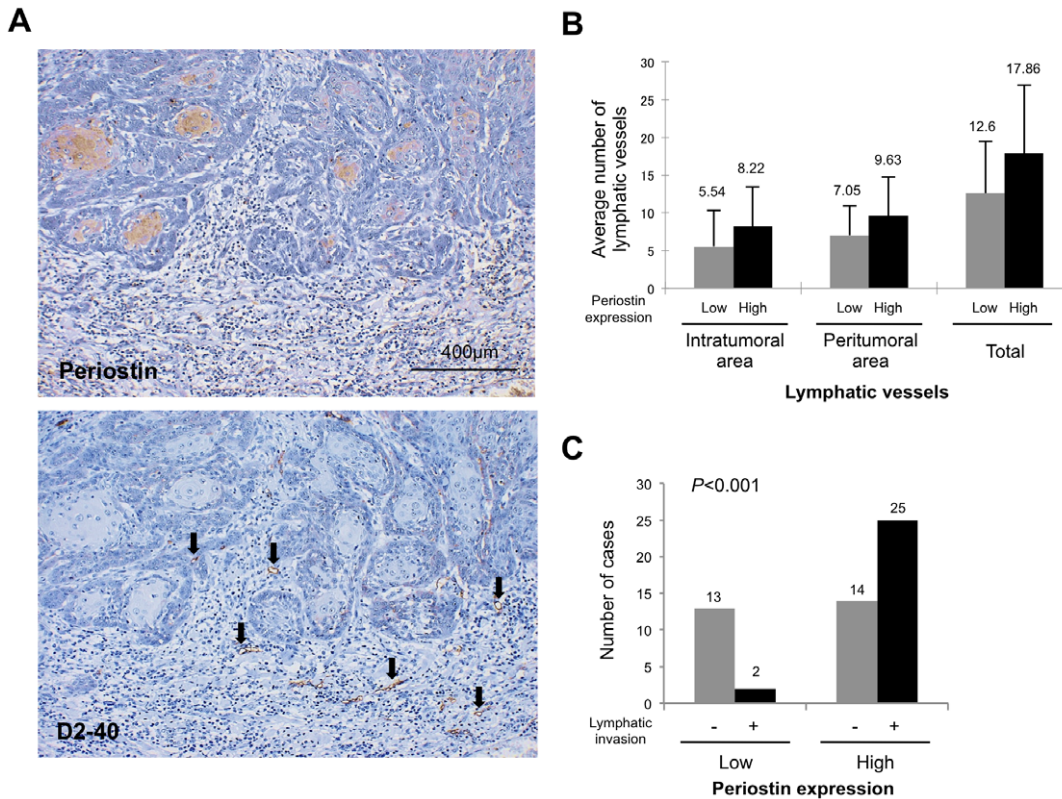 A
Periostin
400μm
D2-40
B
Average number of
lymphatic vessels
30
25
20
15
10
5
0
5.54
8.22
7.05
9.63
12.6
17.86
Periostin
expression
Low High Low High Low High
Intratumoral
area
Peritumoral
area
Total
Lymphatic vessels
C
P<0.001
Number of cases
30
25
20
15
10
5
0
13
2
14
25
Lymphatic
invasion
- + - +
Low High
Periostin expression